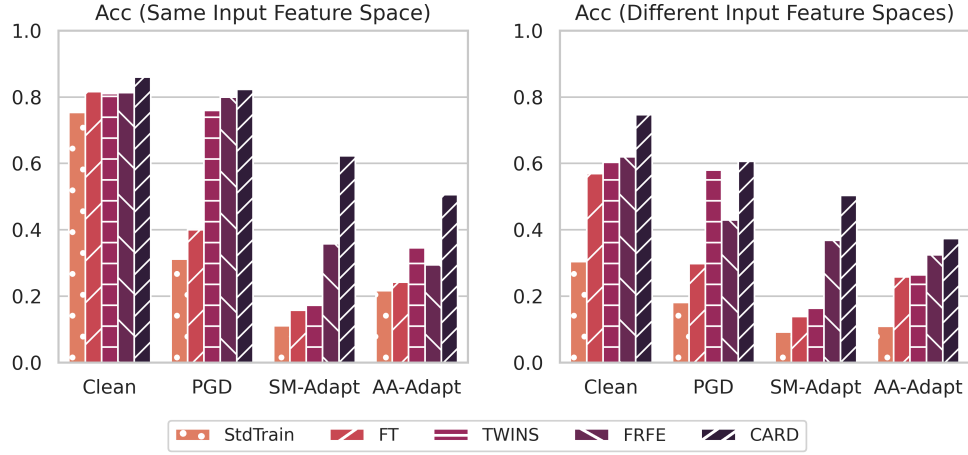 Acc (Same Input Feature Space)
1.0
0.8
0.6
0.4
0.2
0.0
Clean PGD SM-Adapt AA-Adapt
Acc (Different Input Feature Spaces)
1.0
0.8
0.6
0.4
0.2
0.0
Clean PGD SM-Adapt AA-Adapt
StdTrain FT TWINS FRFE CARD